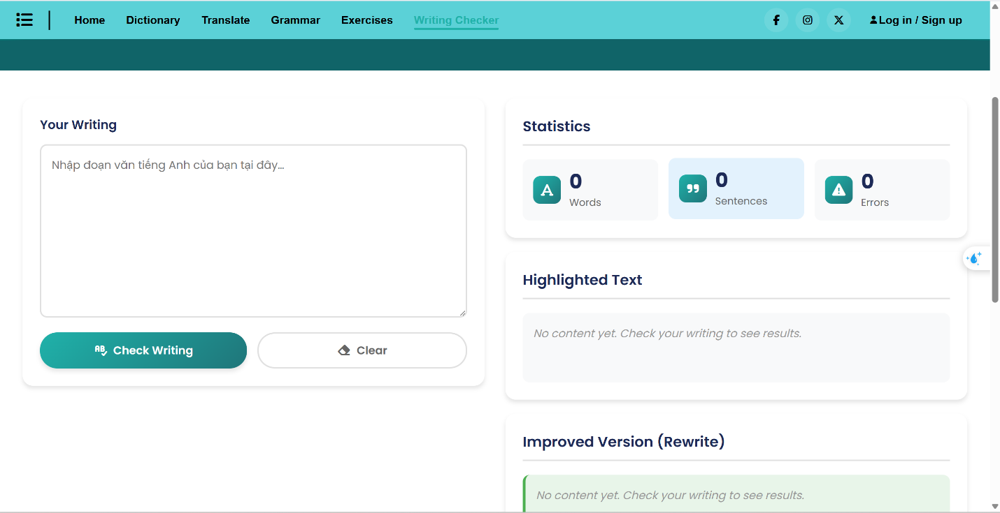 Home Dictionary Translate Grammar Exercises Writing Checker Log in / Sign up
Your Writing
Nhập đoạn văn tiếng Anh của bạn tại đây...
Check Writing
Clear
Statistics
0
Words
0
Sentences
0
Errors
Highlighted Text
No content yet. Check your writing to see results.
Improved Version (Rewrite)
No content yet. Check your writing to see results.